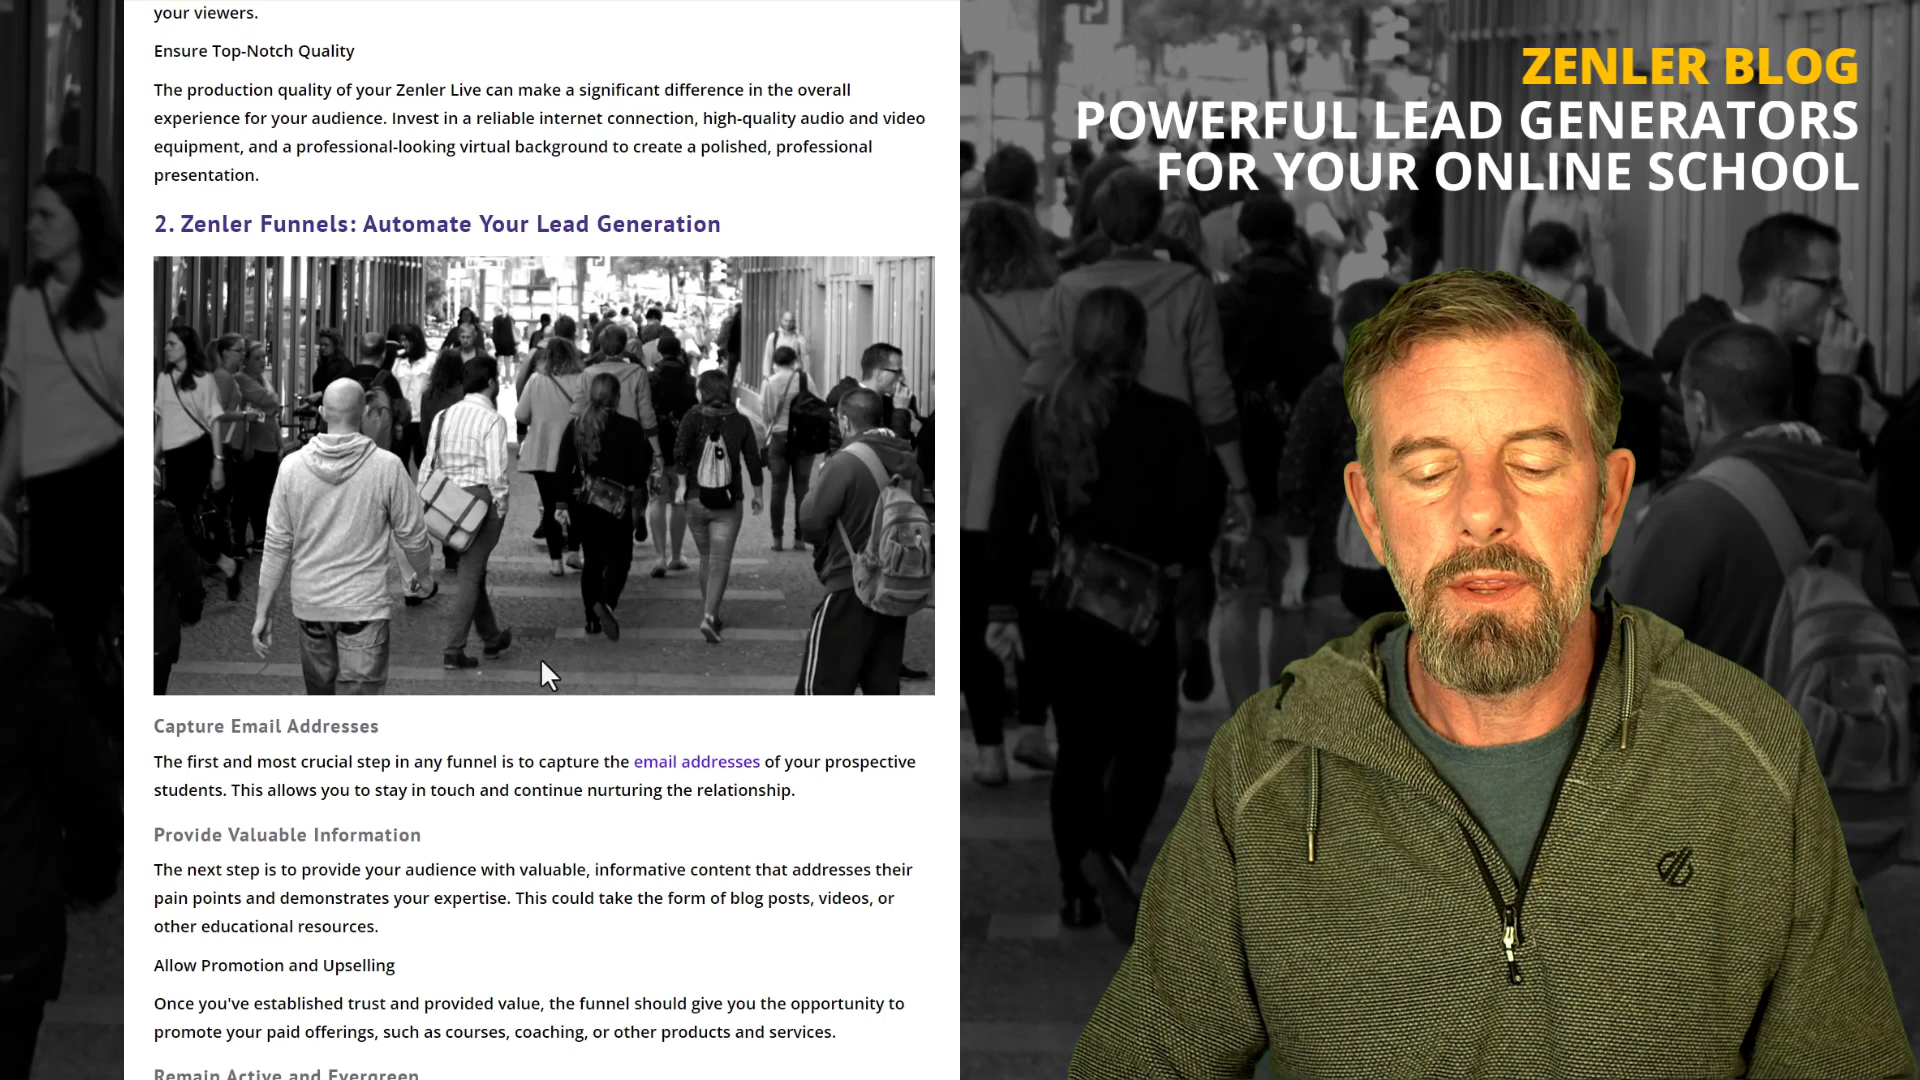 your viewers.
Ensure Top-Notch Quality
The production quality of your Zenler Live can make a significant difference in the overall
experience for your audience. Invest in a reliable internet connection, high-quality audio and video
equipment, and a professional-looking virtual background to create a polished, professional
presentation.
2. Zenler Funnels: Automate Your Lead Generation
Capture Email Addresses
The first and most crucial step in any funnel is to capture the email addresses of your prospective
students. This allows you to stay in touch and continue nurturing the relationship.
Provide Valuable Information
The next step is to provide your audience with valuable, informative content that addresses their
pain points and demonstrates your expertise. This could take the form of blog posts, videos, or
other educational resources.
Allow Promotion and Upselling
Once you've established trust and provided value, the funnel should give you the opportunity to
promote your paid offerings, such as courses, coaching, or other products and services.
Remain Active and Evergreen
ZENLER BLOG
POWERFUL LEAD GENERATORS
FOR YOUR ONLINE SCHOOL